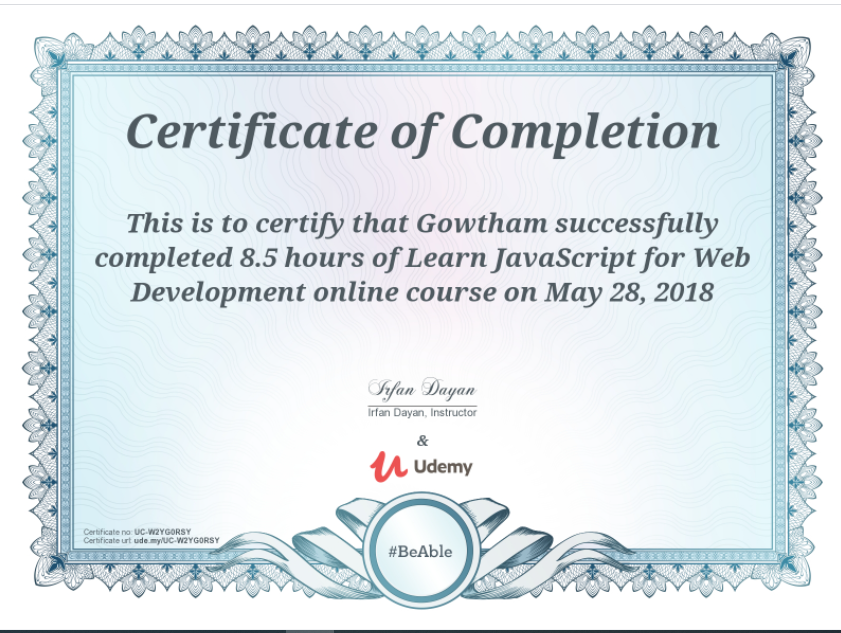 Certificate of Completion
This is to certify that Gowtham successfully
completed 8.5 hours of Learn JavaScript for Web
Development online course on May 28, 2018
Irfan Dayan
Irfan Dayan, Instructor
&
Udemy
Certificate no: UC-W2YG0RSY
Certificate url: ude.my/UC-W2YG0RSY
#BeAble